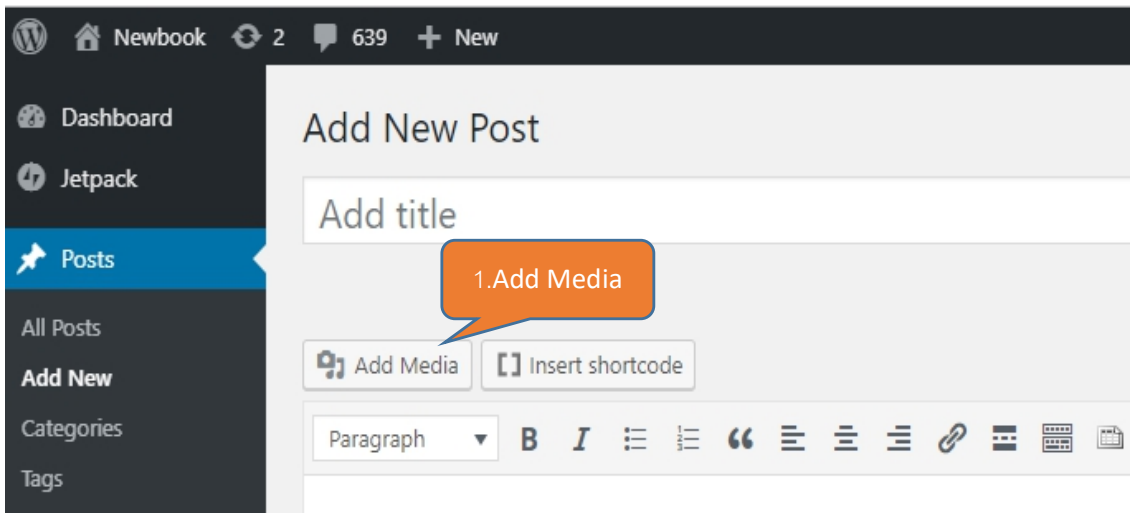 Newbook 2 639 + New
Dashboard
Jetpack
Posts
All Posts
Add New
Categories
Tags
Add New Post
Add title
1.Add Media
Add Media [ ] Insert shortcode
Paragraph B I